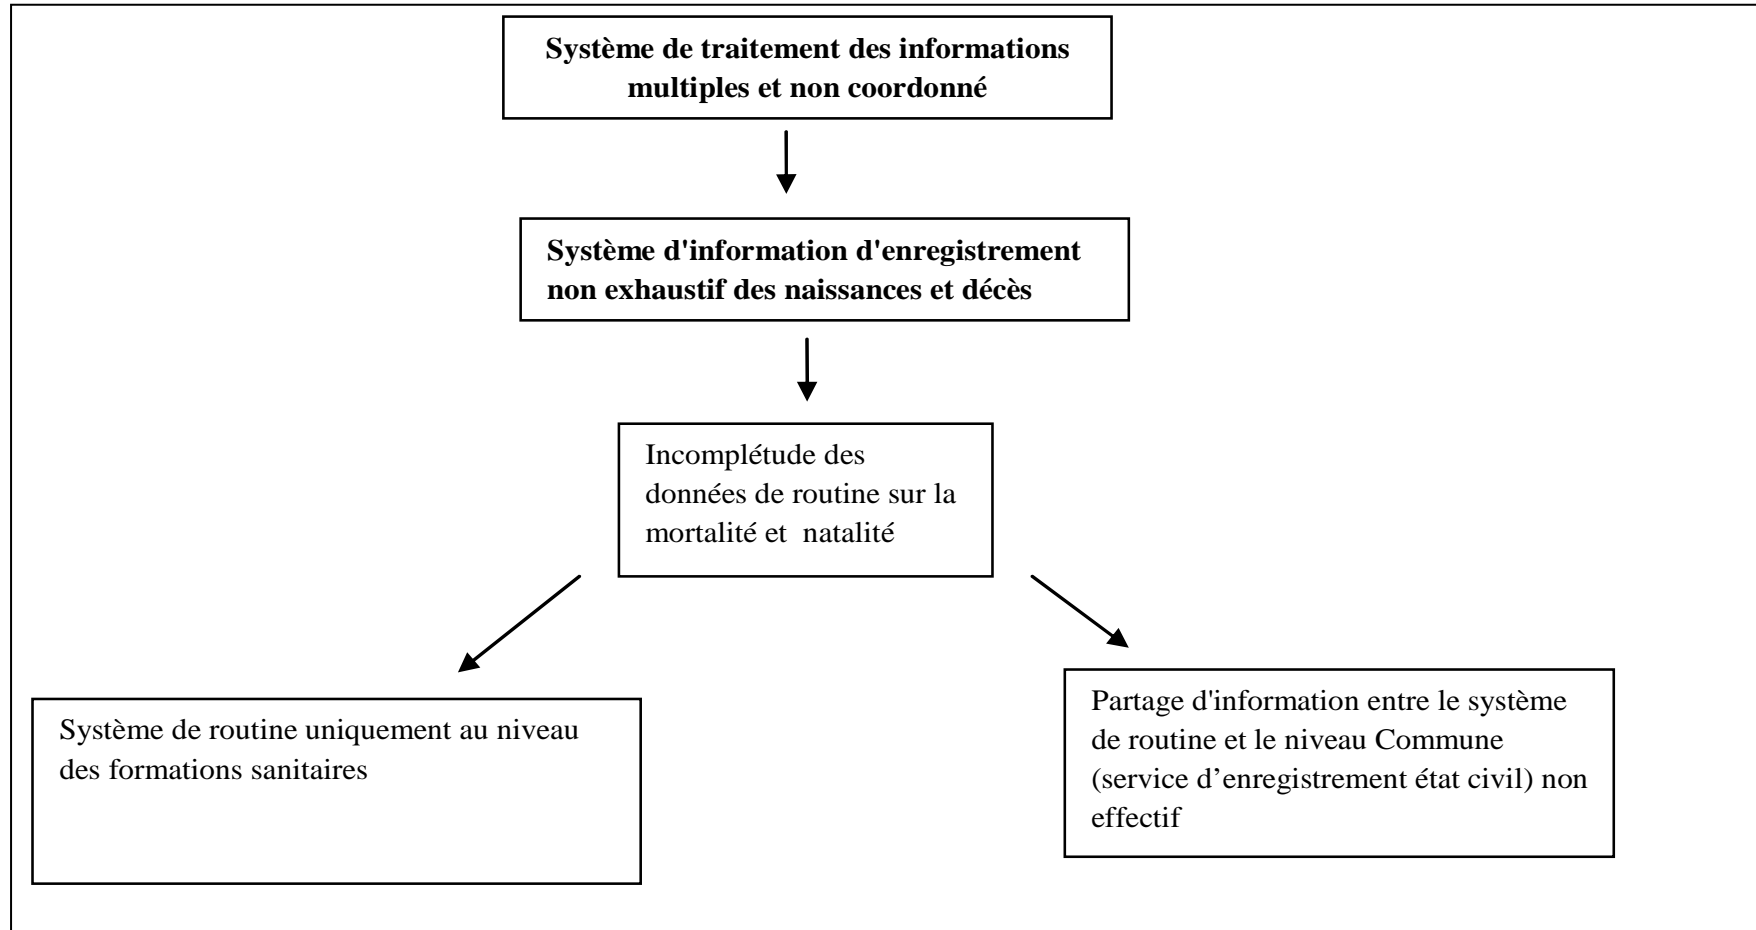 Système de traitement des informations
multiples et non coordonné
Système d'information d'enregistrement
non exhaustif des naissances et décès
Incomplétude des
données de routine sur la
mortalité et  natalité
Système de routine uniquement au niveau
des formations sanitaires
Partage d'information entre le système
de routine et le niveau Commune
(service d’enregistrement état civil) non
effectif